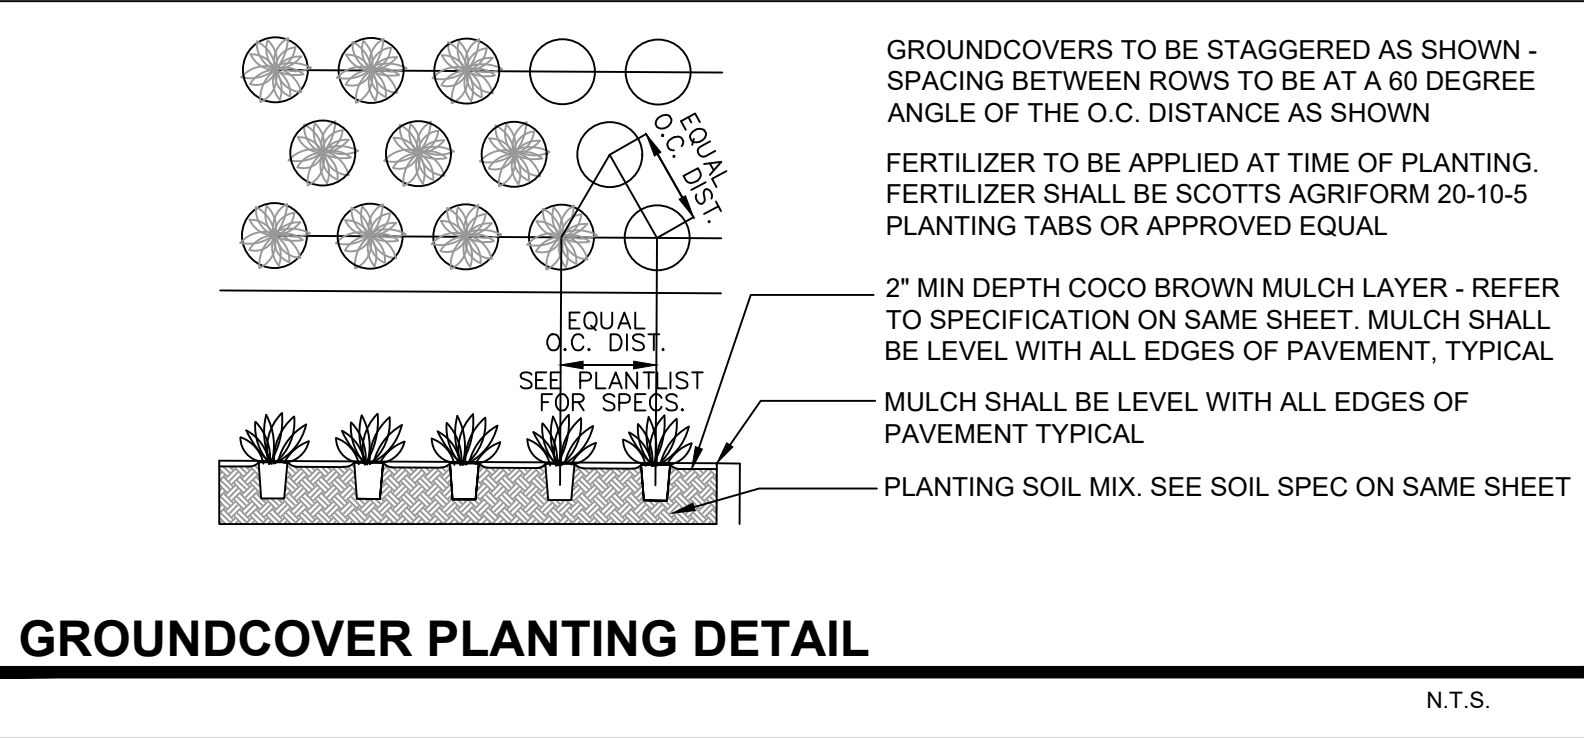 GROUNDCOVERS TO BE STAGGERED AS SHOWN -
SPACING BETWEEN ROWS TO BE AT A 60 DEGREE
ANGLE OF THE O.C. DISTANCE AS SHOWN
EQUAL
O.C. DIST.
FERTILIZER TO BE APPLIED AT TIME OF PLANTING.
FERTILIZER SHALL BE SCOTTS AGRIFORM 20-10-5
PLANTING TABS OR APPROVED EQUAL
2" MIN DEPTH COCO BROWN MULCH LAYER - REFER
TO SPECIFICATION ON SAME SHEET. MULCH SHALL
BE LEVEL WITH ALL EDGES OF PAVEMENT, TYPICAL
EQUAL
O.C. DIST.
SEE PLANTLIST
FOR SPECS.
MULCH SHALL BE LEVEL WITH ALL EDGES OF
PAVEMENT TYPICAL
PLANTING SOIL MIX. SEE SOIL SPEC ON SAME SHEET
GROUNDCOVER PLANTING DETAIL
N.T.S.